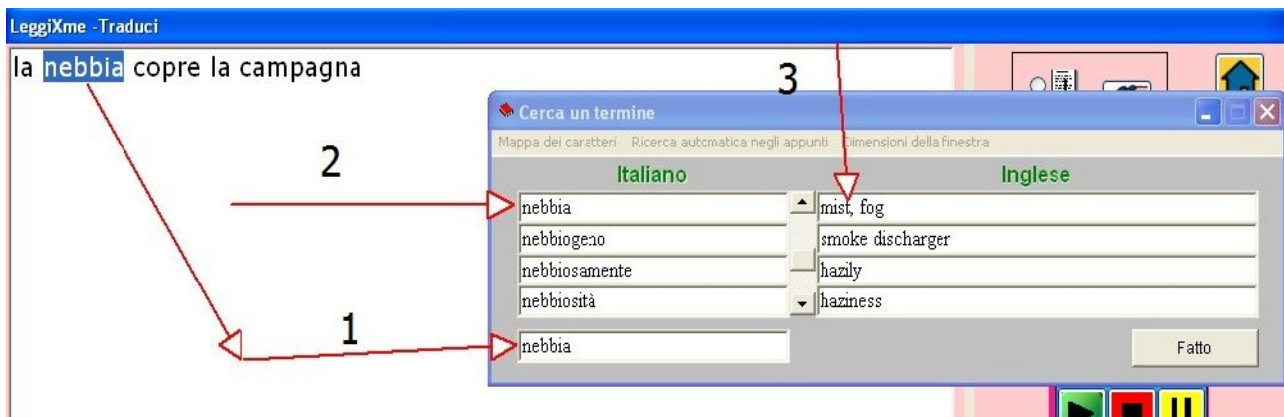 LeggiXme -Traduci
la nebbia copre la campagna
3
Cerca un termine
Mappa dei caratteri Ricerca autcmatica negli appunti Dimensioni della finestra
2
Italiano Inglese
nebbia mist, fog
nebbiogeno smoke discharger
nebbiosamente hazily
nebbiosità haziness
1
nebbia Fatto